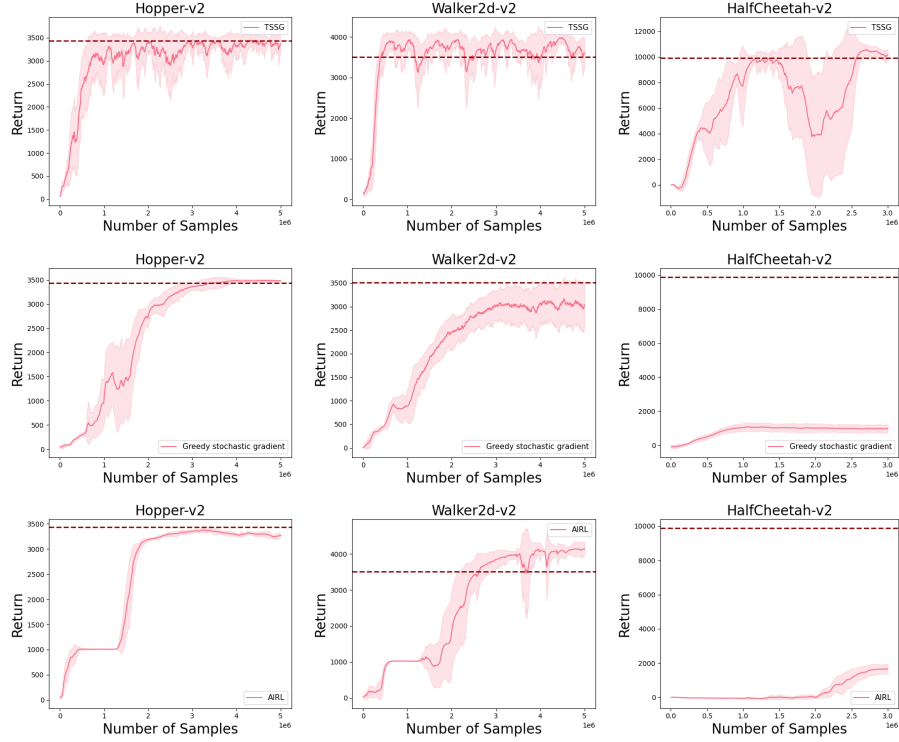 Hopper-v2
Walker2d-v2
HalfCheetah-v2
TSSG
TSSG
TSSG
Return
3500
3000
2500
2000
1500
1000
500
0
0
1
2
3
4
5
1e6
Number of Samples
Return
4000
3000
2000
1000
0
0
1
2
3
4
5
1e6
Number of Samples
Return
12000
10000
8000
6000
4000
2000
0
0.0
0.5
1.0
1.5
2.0
2.5
3.0
1e6
Number of Samples
Hopper-v2
Walker2d-v2
HalfCheetah-v2
Return
3500
3000
2500
2000
1500
1000
500
0
Greedy stochastic gradient
0
1
2
3
4
5
1e6
Number of Samples
Return
3500
3000
2500
2000
1500
1000
500
0
Greedy stochastic gradient
0
1
2
3
4
5
1e6
Number of Samples
Return
10000
8000
6000
4000
2000
0
Greedy stochastic gradient
0.0
0.5
1.0
1.5
2.0
2.5
3.0
1e6
Number of Samples
Hopper-v2
Walker2d-v2
HalfCheetah-v2
Return
3500
3000
2500
2000
1500
1000
500
0
AIRL
0
1
2
3
4
5
1e6
Number of Samples
Return
AIRL
4000
3000
2000
1000
0
0
1
2
3
4
5
1e6
Number of Samples
Return
10000
8000
6000
4000
2000
0
AIRL
0.0
0.5
1.0
1.5
2.0
2.5
3.0
1e6
Number of Samples